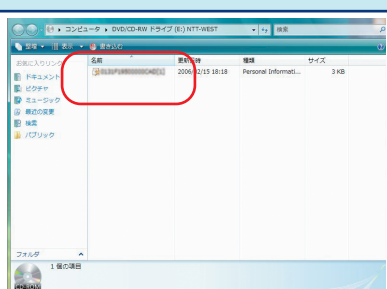 コンピュータ ▸ DVD/CD-RW ドライブ (E:) NTT-WEST
検索
整理 表示 書き込む
お気に入りリンク
名前 更新日時 種類 サイズ
2006/02/15 18:18 Personal Informati... 3 KB
ドキュメント
ピクチャ
ミュージック
最近の変更
検索
パブリック
フォルダ
1 個の項目
CD-ROM